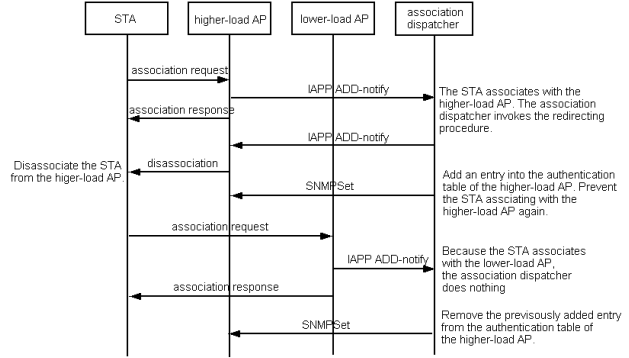 STA
higher-load AP
lower-load AP
association
dispatcher
association request
IAPP ADD-notify
The STA associates with the
higher-load AP. The association
dispatcher invokes the redirecting
procedure.
association response
IAPP ADD-notify
Disassociate the STA
from the higer-load AP.
disassociation
SNMPSet
Add an entry into the authentication
table of the higher-load AP. Prevent
the STA assciating with the
higher-load AP again.
association request
IAPP ADD-notify
Because the STA associates
with the lower-load AP,
the association dispatcher
does nothing
association response
SNMPSet
Remove the previsously added entry
from the authentication table of
the higher-load AP.